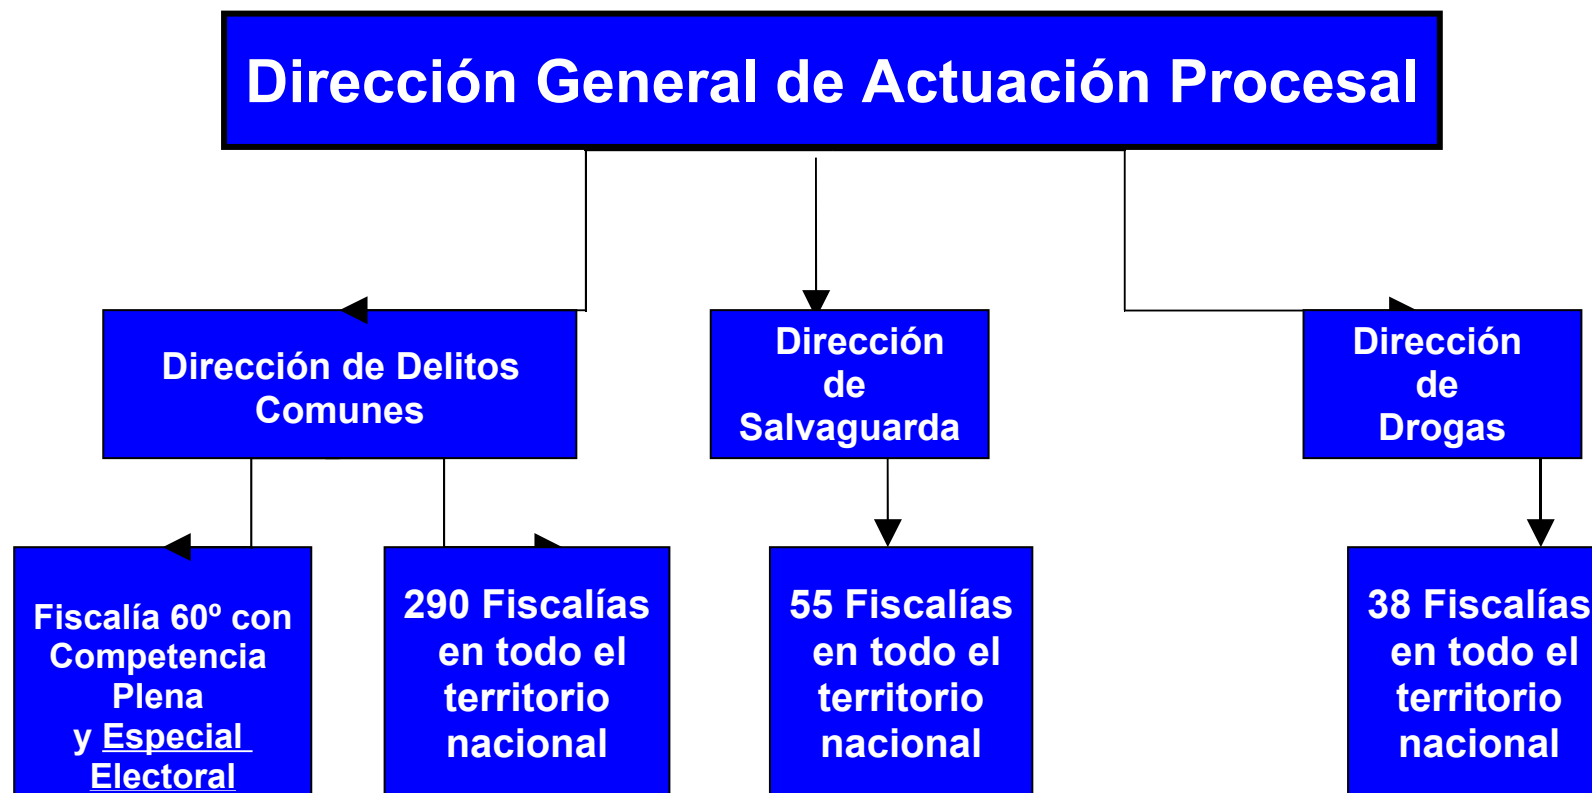 Dirección General de Actuación Procesal
Dirección de Delitos
Comunes
Dirección
de
Salvaguarda
Dirección
de
Drogas
Fiscalía 60º con
Competencia
Plena
y Especial
Electoral
290 Fiscalías
en todo el
territorio
nacional
55 Fiscalías
en todo el
territorio
nacional
38 Fiscalías
en todo el
territorio
nacional